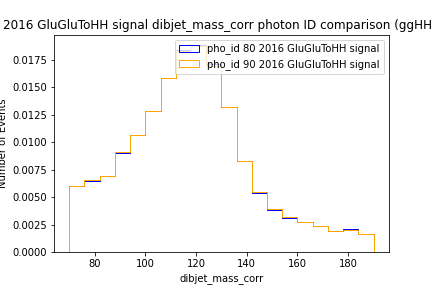 2016 GluGluToHH signal dibjet_mass_corr photon ID comparison (ggHH
pho_id 80 2016 GluGluToHH signal
pho_id 90 2016 GluGluToHH signal
Number of Events
0.0175
0.0150
0.0125
0.0100
0.0075
0.0050
0.0025
0.0000
80 100 120 140 160 180
dibjet_mass_corr